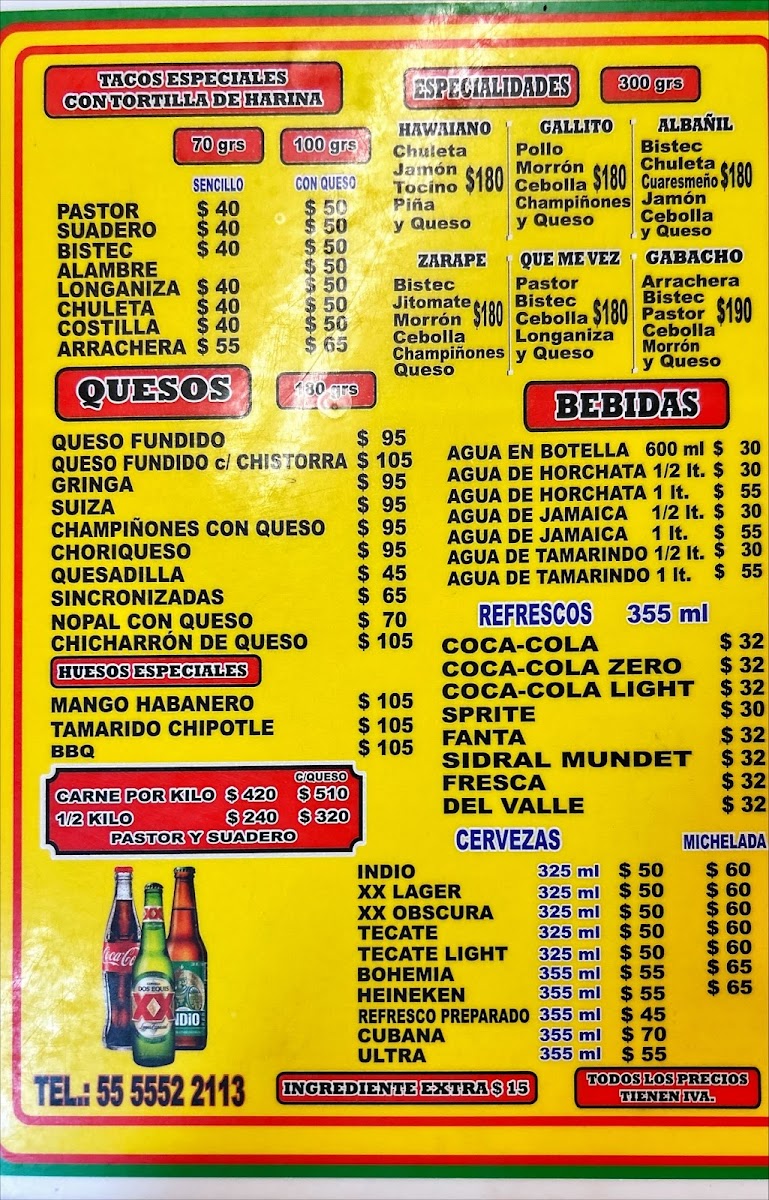 TACOS ESPECIALES
CON TORTILLA DE HARINA
70 grs 100 grs
SENCILLO CON QUESO
PASTOR $ 40 $ 50
SUADERO $ 40 $ 50
BISTEC $ 40 $ 50
ALAMBRE $ 50
LONGANIZA $ 40 $ 50
CHULETA $ 40 $ 50
COSTILLA $ 40 $ 50
ARRACHERA $ 55 $ 65
QUESOS 180 grs
QUESO FUNDIDO $ 95
QUESO FUNDIDO c/ CHISTORRA $ 105
GRINGA $ 95
SUIZA $ 95
CHAMPIÑONES CON QUESO $ 95
CHORIQUESO $ 95
QUESADILLA $ 45
SINCRONIZADAS $ 65
NOPAL CON QUESO $ 70
CHICHARRÓN DE QUESO $ 105
HUESOS ESPECIALES
MANGO HABANERO $ 105
TAMARIDO CHIPOTLE $ 105
BBQ $ 105
C/QUESO
CARNE POR KILO $ 420 $ 510
1/2 KILO $ 240 $ 320
PASTOR Y SUADERO
ESPECIALIDADES 300 grs
HAWAIANO
Chuleta
Jamón
Tocino $180
Piña
y Queso
GALLITO
Pollo
Morrón
Cebolla $180
Champiñones
y Queso
ALBAÑIL
Bistec
Chuleta
Cuaresmeño $180
Jamón
Cebolla
y Queso
ZARAPE
Bistec
Jitomate
Morrón $180
Cebolla
Champiñones
Queso
QUE ME VEZ
Pastor
Bistec
Cebolla $180
Longaniza
y Queso
GABACHO
Arrachera
Bistec
Pastor $190
Cebolla
Morrón
y Queso
BEBIDAS
AGUA EN BOTELLA 600 ml $ 30
AGUA DE HORCHATA 1/2 lt. $ 30
AGUA DE HORCHATA 1 lt. $ 55
AGUA DE JAMAICA 1/2 lt. $ 30
AGUA DE JAMAICA 1 lt. $ 55
AGUA DE TAMARINDO 1/2 lt. $ 30
AGUA DE TAMARINDO 1 lt. $ 55
REFRESCOS 355 ml
COCA-COLA $ 32
COCA-COLA ZERO $ 32
COCA-COLA LIGHT $ 32
SPRITE $ 30
FANTA $ 32
SIDRAL MUNDET $ 32
FRESCA $ 32
DEL VALLE $ 32
CERVEZAS MICHELADA
INDIO 325 ml $ 50 $ 60
XX LAGER 325 ml $ 50 $ 60
XX OBSCURA 325 ml $ 50 $ 60
TECATE 325 ml $ 50 $ 60
TECATE LIGHT 325 ml $ 50 $ 60
BOHEMIA 355 ml $ 55 $ 65
HEINEKEN 355 ml $ 55 $ 65
REFRESCO PREPARADO 355 ml $ 45
CUBANA 355 ml $ 70
ULTRA 355 ml $ 55
Coca-Cola
XX
DOS EQUIS
XX
INDIO
TEL.: 55 5552 2113
INGREDIENTE EXTRA $ 15
TODOS LOS PRECIOS
TIENEN IVA.